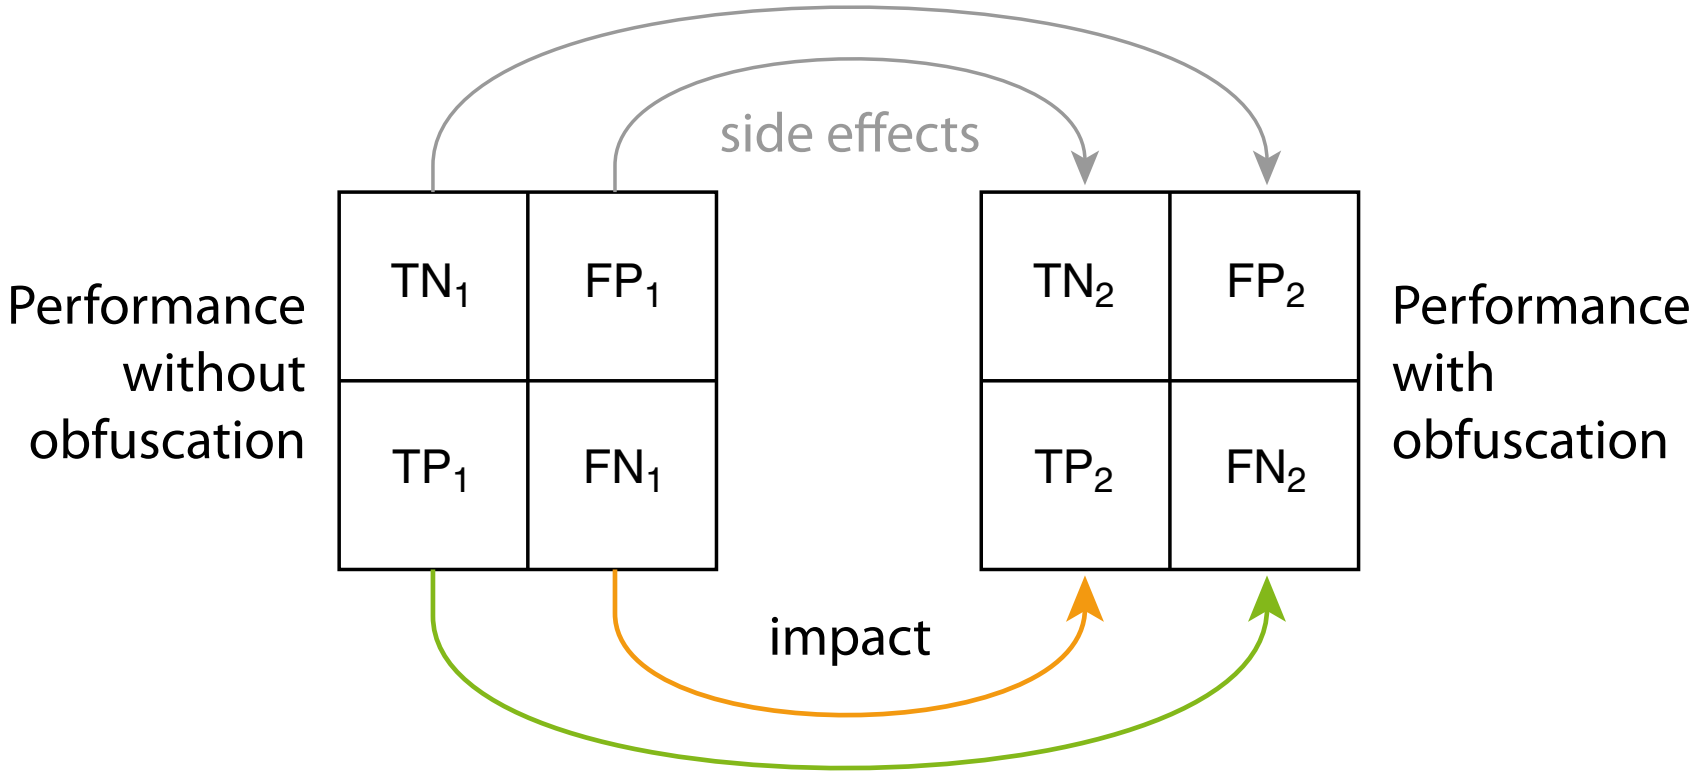 side effects
Performance
without
obfuscation
TN₁ FP₁
TP₁ FN₁
TN₂ FP₂
TP₂ FN₂
Performance
with
obfuscation
impact